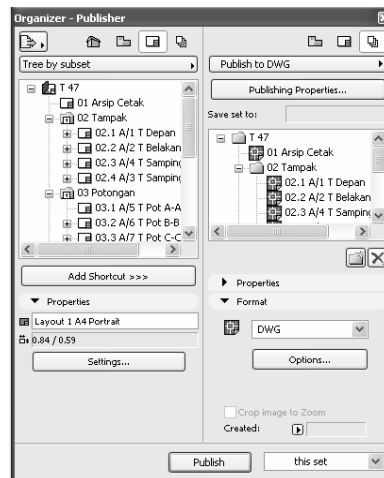 Organizer - Publisher
Tree by subset
T 47
01 Arsip Cetak
02 Tampak
02.1 A/1 T Depan
02.2 A/2 T Belakan
02.3 A/4 T Samping
02.4 A/3 T Samping
03 Potongan
03.1 A/5 T Pot A-A
03.2 A/6 T Pot B-B
03.3 A/7 T Pot C-C
Add Shortcut >>>
Properties
Layout 1 A4 Portrait
0.84 / 0.59
Settings...
Publish to DWG
Publishing Properties...
Save set to:
T 47
01 Arsip Cetak
02 Tampak
02.1 A/1 T Depan
02.2 A/2 T Belakan
02.3 A/4 T Samping
Properties
Format
DWG
Options...
Crop image to Zoom
Created:
Publish
this set